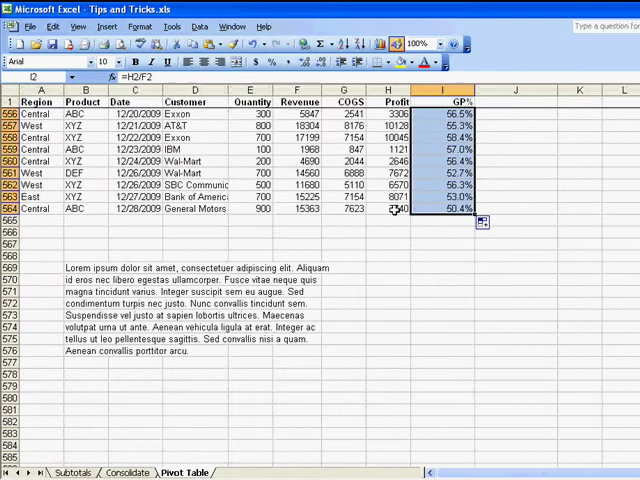 Microsoft Excel - Tips and Tricks.xls
File Edit View Insert Format Tools Data Window Help
Type a question for
100%
Arial 10 B I U
I2 =H2/F2
A B C D E F G H I J K L
1 Region Product Date Customer Quantity Revenue COGS Profit GP%
556 Central ABC 12/20/2009 Exxon 300 5847 2541 3306 56.5%
557 West XYZ 12/21/2009 AT&T 800 18304 8176 10128 55.3%
558 Central XYZ 12/22/2009 Exxon 700 17199 7154 10045 58.4%
559 Central DEF 12/23/2009 IBM 100 1968 847 1121 57.0%
560 Central XYZ 12/24/2009 Wal-Mart 200 4690 2044 2646 56.4%
561 West DEF 12/26/2009 Wal-Mart 700 14560 6888 7672 52.7%
562 West XYZ 12/26/2009 SBC Communic 500 11680 5110 6570 56.3%
563 East XYZ 12/27/2009 Bank of America 700 15225 7154 8071 53.0%
564 Central ABC 12/28/2009 General Motors 900 15363 7623 50.4%
565
566
567
568
569 Lorem ipsum dolor sit amet, consectetuer adipiscing elit. Aliquam
570 id eros nec libero egestas ullamcorper. Fusce vitae neque quis
571 magna tincidunt varius. Integer suscipit sem eu augue. Sed
572 condimentum turpis nec justo. Nunc convallis tincidunt sem.
573 Suspendisse vel justo at sapien lobortis ultrices. Maecenas
574 volutpat urna ut ante. Aenean vehicula ligula at erat. Integer ac
575 tellus ut leo pellentesque convallis. Sed convallis nisi a quam.
576 Aenean convallis porttitor arcu.
577
578
579
580
581
582
583
584
585
Subtotals Consolidate Pivot Table